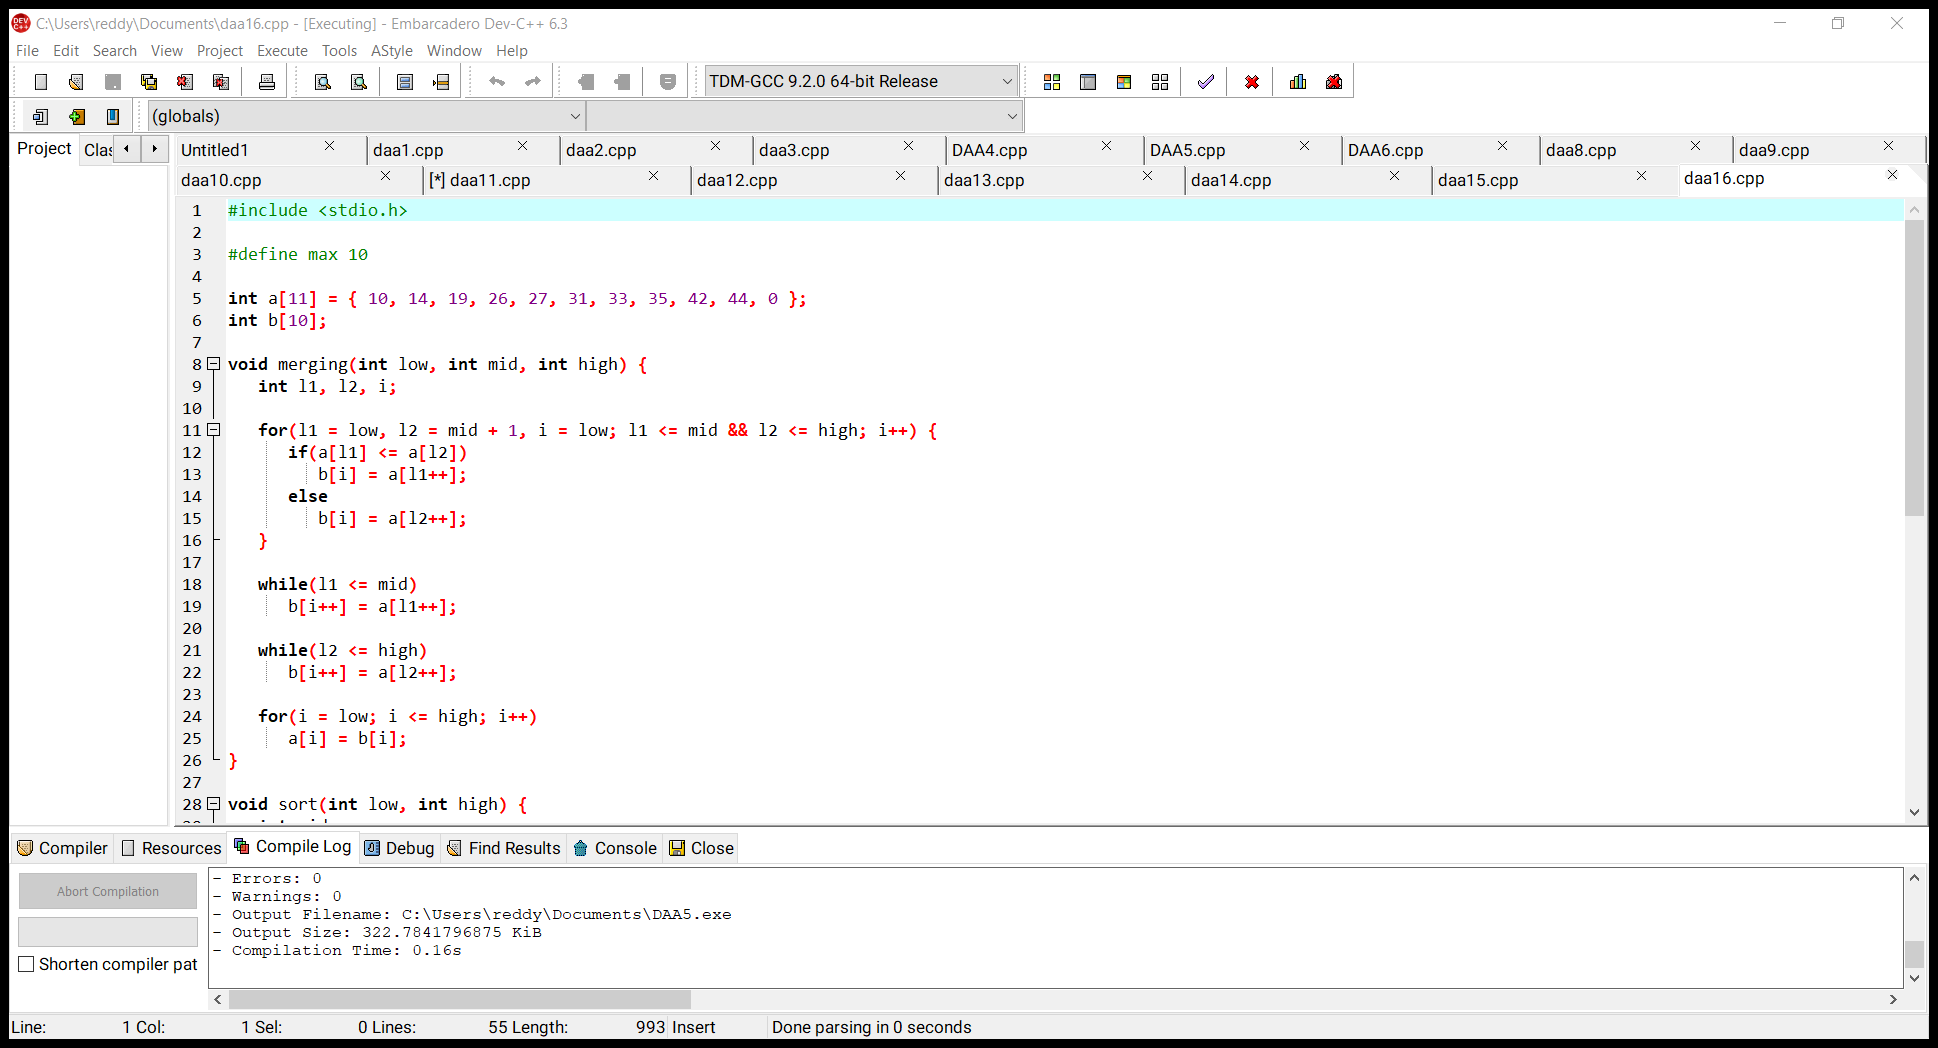 C:\Users\reddy\Documents\daa16.cpp - [Executing] - Embarcadero Dev-C++ 6.3
File Edit Search View Project Execute Tools AStyle Window Help
TDM-GCC 9.2.0 64-bit Release
(globals)
Project Clas
Untitled1 daa1.cpp daa2.cpp daa3.cpp DAA4.cpp DAA5.cpp DAA6.cpp daa8.cpp daa9.cpp
daa10.cpp [*] daa11.cpp daa12.cpp daa13.cpp daa14.cpp daa15.cpp daa16.cpp
1 #include <stdio.h>
2
3 #define max 10
4
5 int a[11] = { 10, 14, 19, 26, 27, 31, 33, 35, 42, 44, 0 };
6 int b[10];
7
8 void merging(int low, int mid, int high) {
9 int l1, l2, i;
10
11 for(l1 = low, l2 = mid + 1, i = low; l1 <= mid && l2 <= high; i++) {
12 if(a[l1] <= a[l2])
13 b[i] = a[l1++];
14 else
15 b[i] = a[l2++];
16 }
17
18 while(l1 <= mid)
19 b[i++] = a[l1++];
20
21 while(l2 <= high)
22 b[i++] = a[l2++];
23
24 for(i = low; i <= high; i++)
25 a[i] = b[i];
26 }
27
28 void sort(int low, int high) {
Compiler Resources Compile Log Debug Find Results Console Close
Abort Compilation
Shorten compiler pat
- Errors: 0
- Warnings: 0
- Output Filename: C:\Users\reddy\Documents\DAA5.exe
- Output Size: 322.7841796875 KiB
- Compilation Time: 0.16s
Line: 1 Col: 1 Sel: 0 Lines: 55 Length: 993 Insert Done parsing in 0 seconds